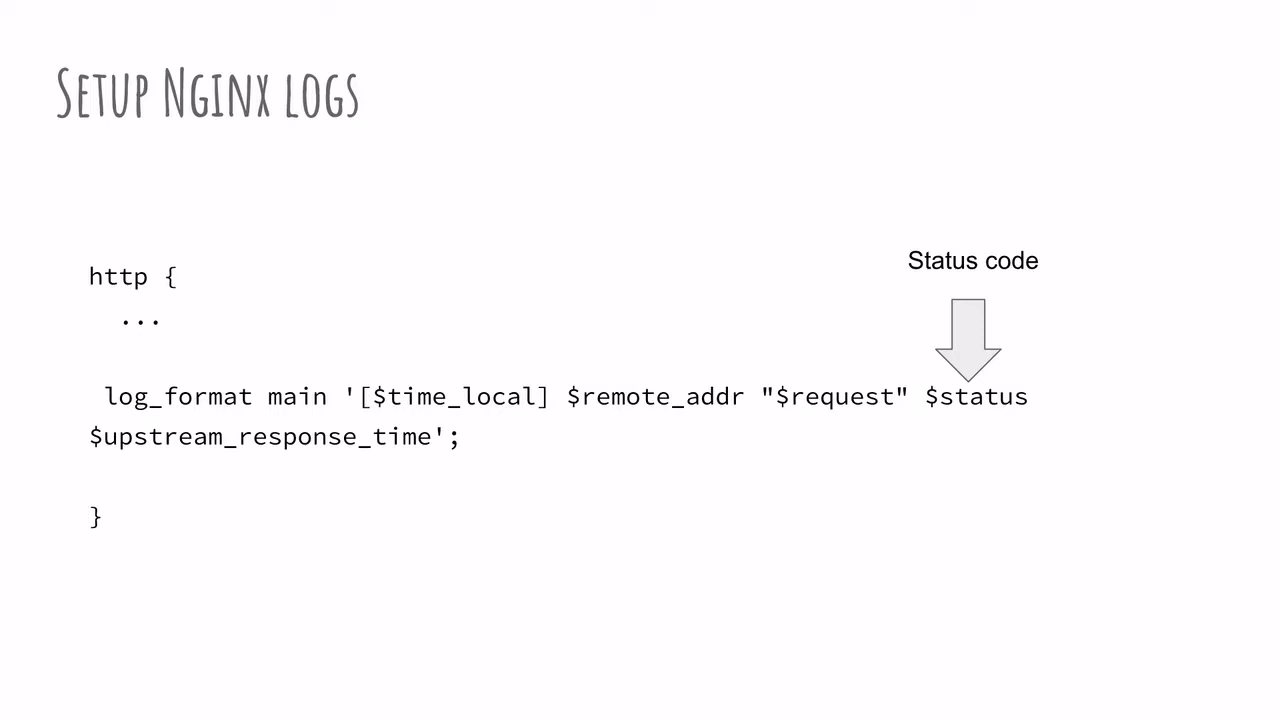 Setup Nginx logs
Status code
http {
...
log_format main '[$time_local] $remote_addr "$request" $status
$upstream_response_time';
}